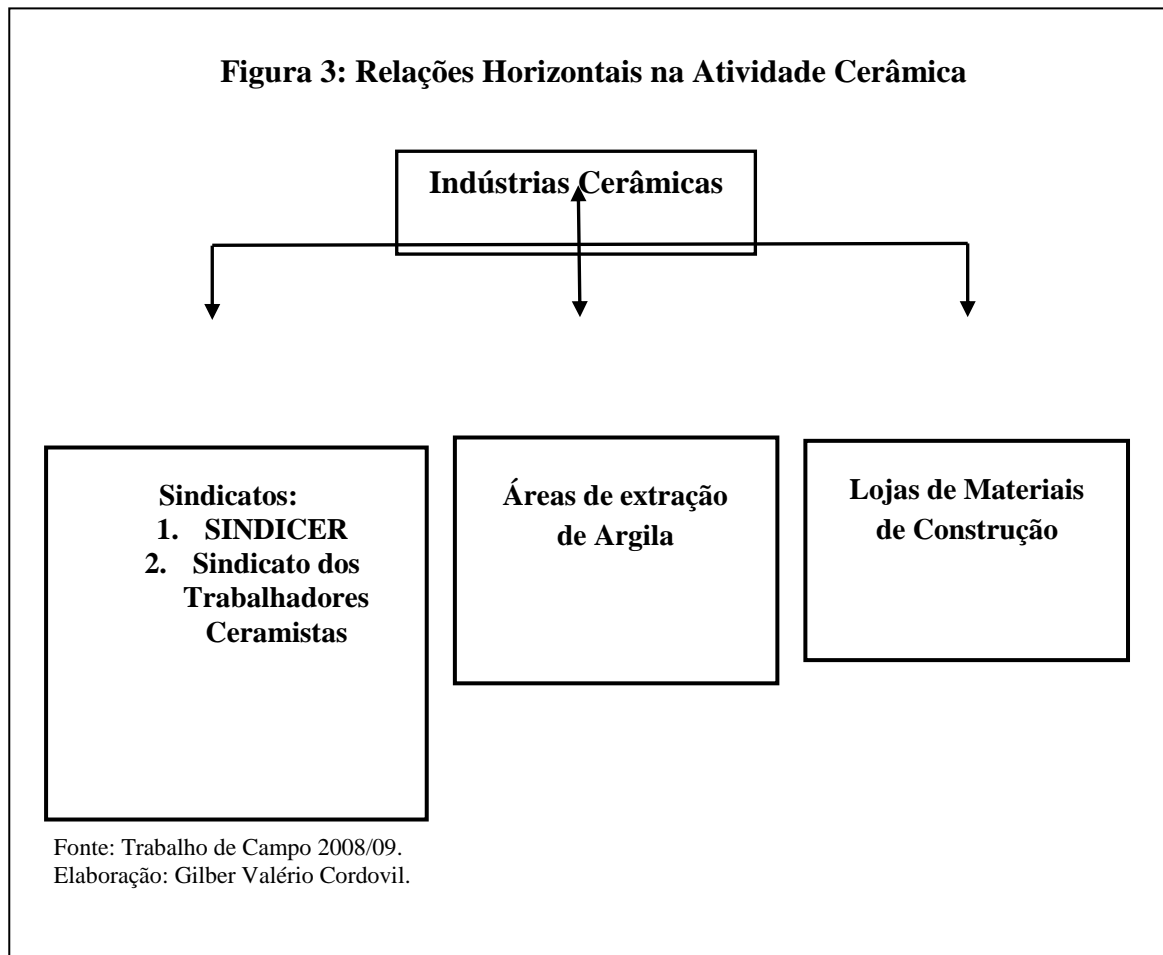 Figura 3: Relações Horizontais na Atividade Cerâmica
Indústrias Cerâmicas
Sindicatos:
1. SINDICER
2. Sindicato dos
Trabalhadores
Ceramistas
Áreas de extração
de Argila
Lojas de Materiais
de Construção
Fonte: Trabalho de Campo 2008/09.
Elaboração: Gilber Valério Cordovil.